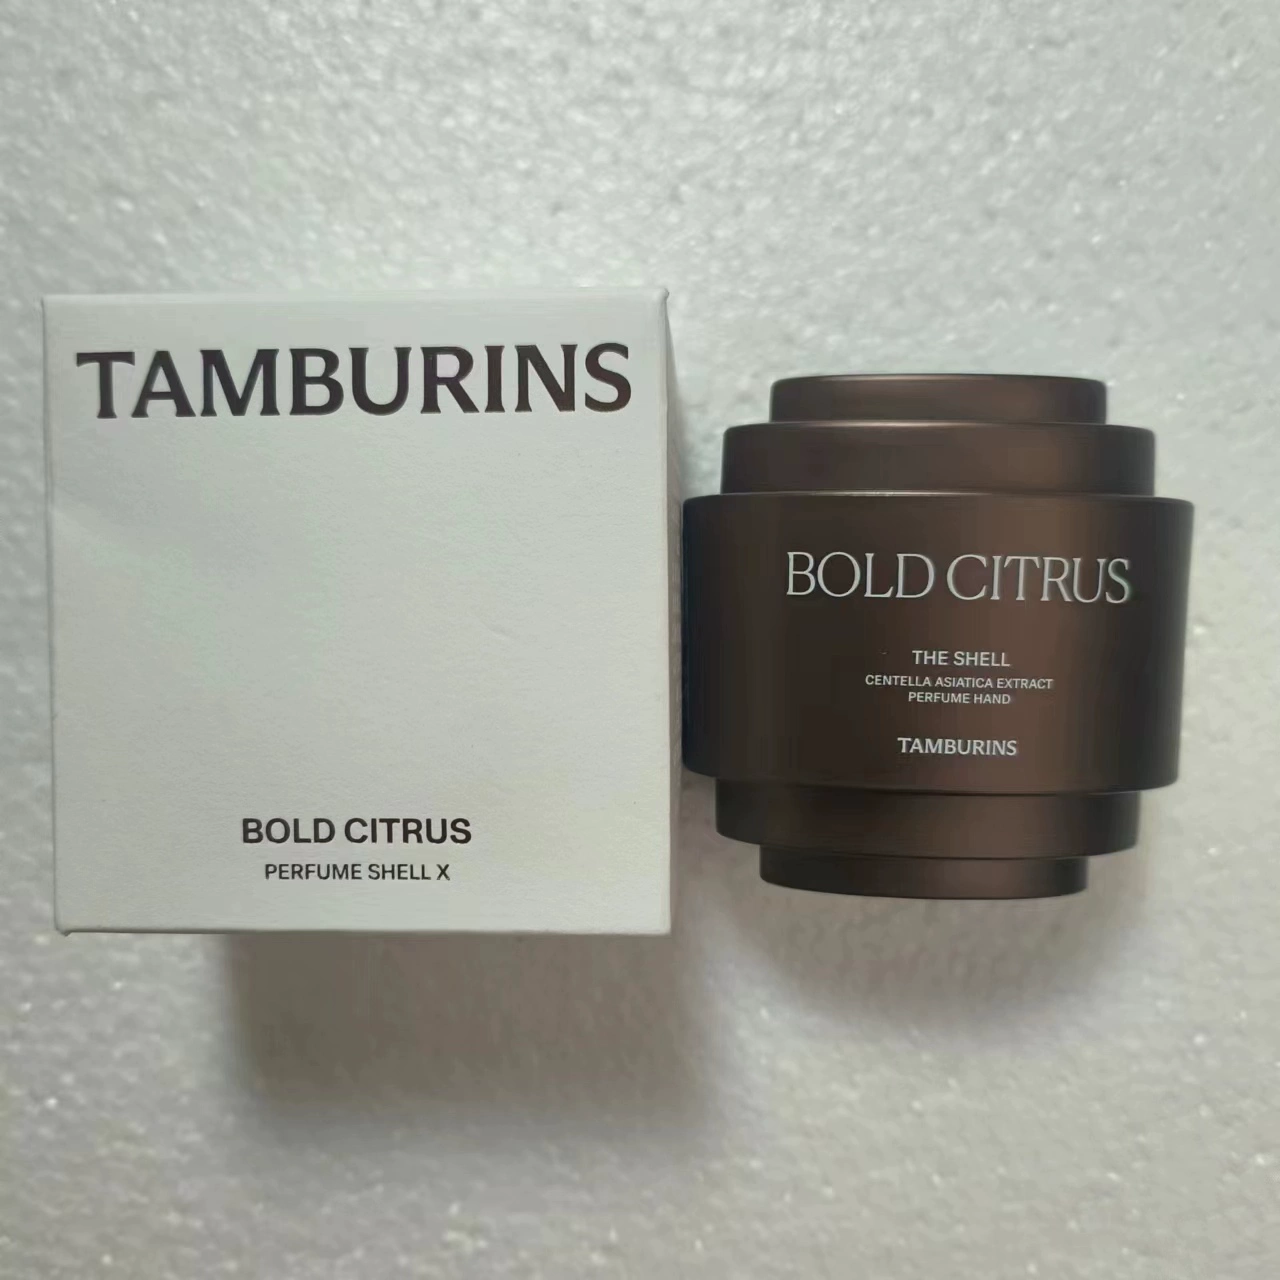 TAMBURINS
BOLD CITRUS
PERFUME SHELL X
BOLD CITRUS
THE SHELL
CENTELLA ASIATICA EXTRACT
PERFUME HAND
TAMBURINS